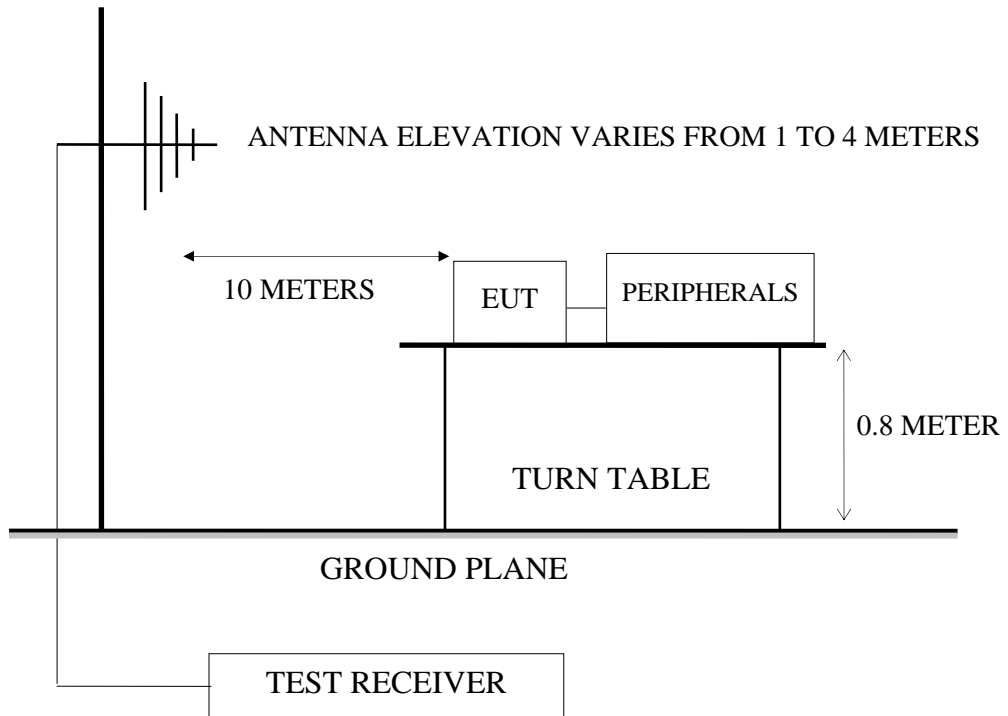 ANTENNA ELEVATION VARIES FROM 1 TO 4 METERS
10 METERS
EUT
PERIPHERALS
0.8 METER
TURN TABLE
GROUND PLANE
TEST RECEIVER